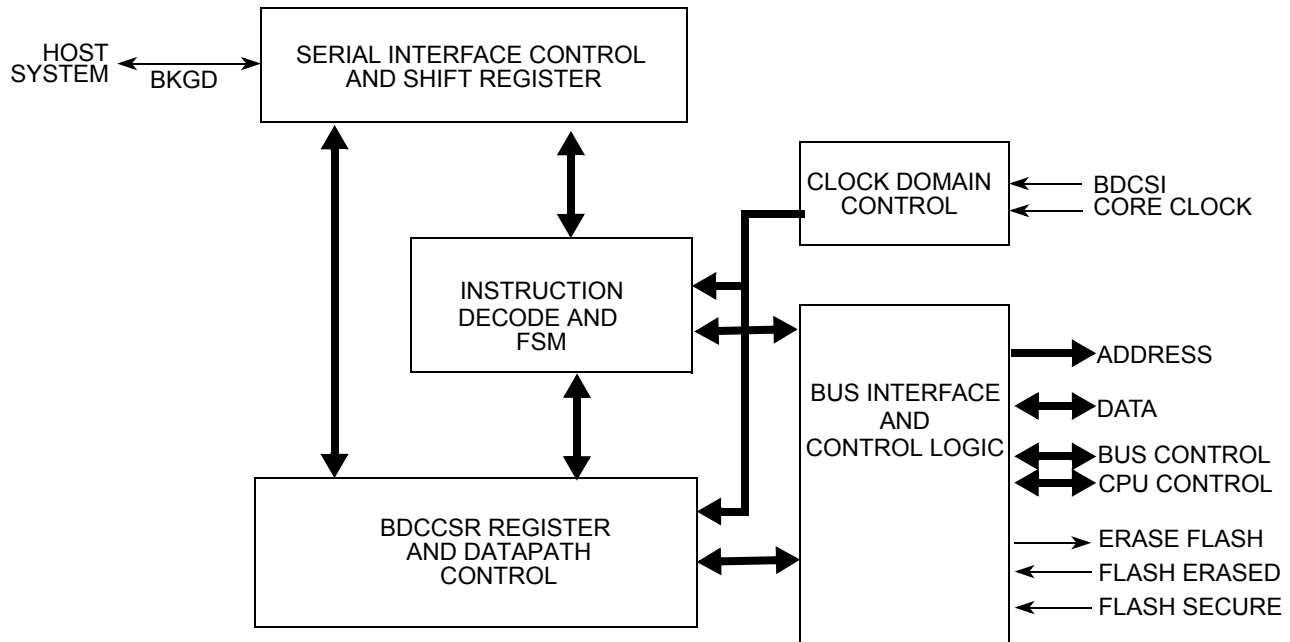 HOST
SYSTEM
BKGD
SERIAL INTERFACE CONTROL
AND SHIFT REGISTER
CLOCK DOMAIN
CONTROL
BDCSI
CORE CLOCK
INSTRUCTION
DECODE AND
FSM
BUS INTERFACE
AND
CONTROL LOGIC
ADDRESS
DATA
BUS CONTROL
CPU CONTROL
ERASE FLASH
FLASH ERASED
FLASH SECURE
BDCCSR REGISTER
AND DATAPATH
CONTROL